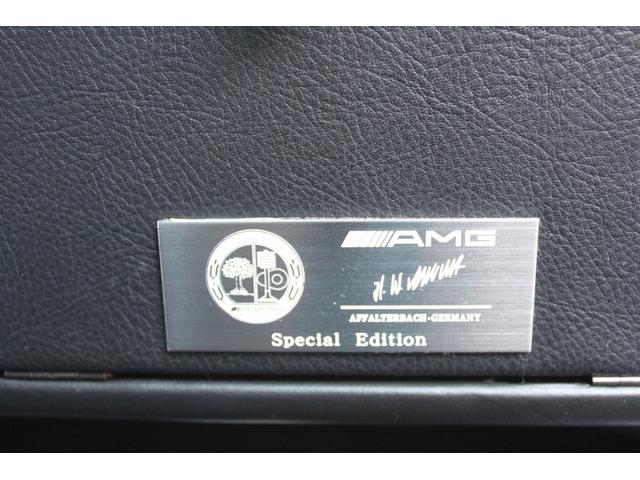 AMG
AFFALTERBACH-GERMANY
Special Edition